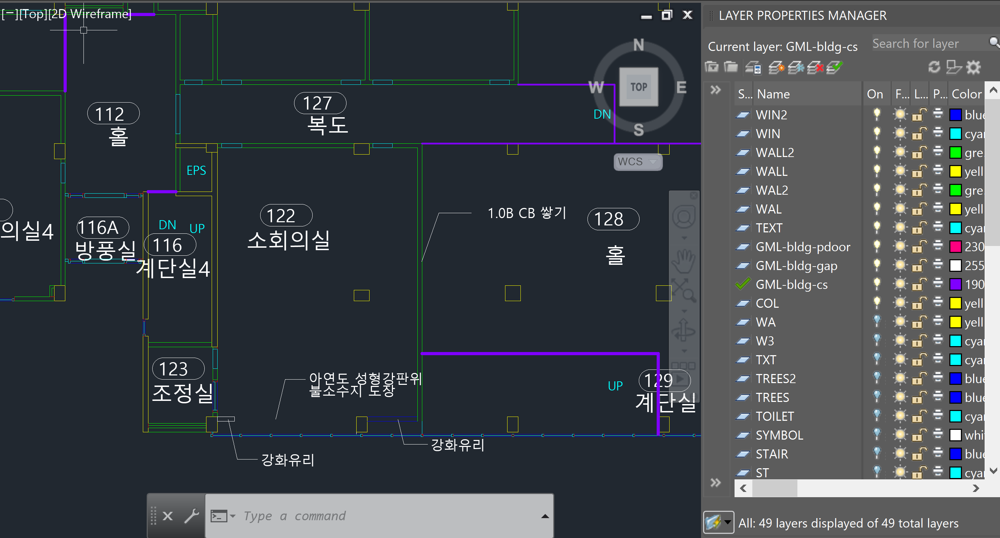 [−][Top][2D Wireframe]
N
W
TOP
E
S
WCS
112
홀
127
복도
DN
EPS
DN
UP
의실4
116A
방풍실
116
계단실4
122
소회의실
1.0B CB 쌓기
128
홀
123
조정실
아연도 성형강판위
불소수지 도장
UP
129
계단실
강화유리
강화유리
Type a command
LAYER PROPERTIES MANAGER
Current layer: GML-bldg-cs
Search for layer
S... Name On F... L... P... Color
WIN2 blue
WIN cyan
WALL2 gre
WALL yell
WAL2 gre
WAL yell
TEXT cyan
GML-bldg-pdoor 230
GML-bldg-gap 255
GML-bldg-cs 190
COL yell
WA yell
W3 cyan
TXT cyan
TREES2 blue
TREES blue
TOILET cyan
SYMBOL whi
STAIR blue
ST cyan
All: 49 layers displayed of 49 total layers